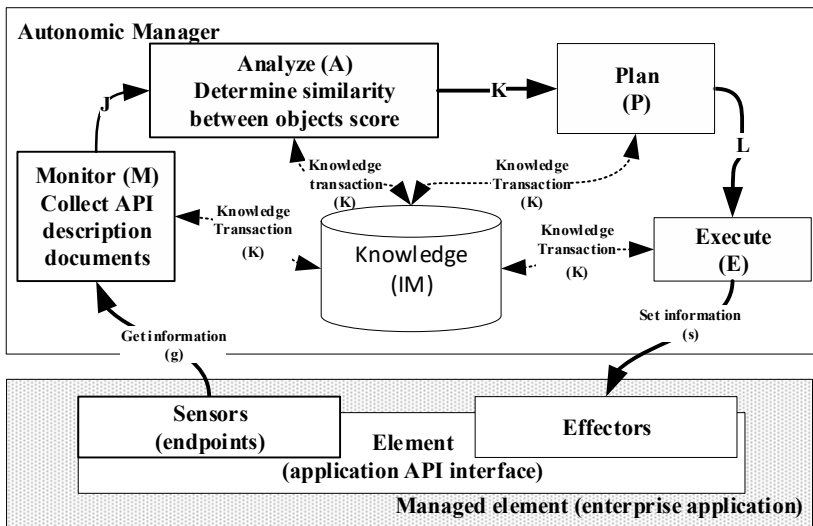 Autonomic Manager
Analyze (A)
Determine similarity
between objects score
J
K
Plan
(P)
L
Monitor (M)
Collect API
description
documents
Knowledge
transaction
(K)
Knowledge
Transaction
(K)
Knowledge
Transaction
(K)
Knowledge
Transaction
(K)
Knowledge
(IM)
Execute
(E)
Get information
(g)
Set information
(s)
Sensors
(endpoints)
Effectors
Element
(application API interface)
Managed element (enterprise application)